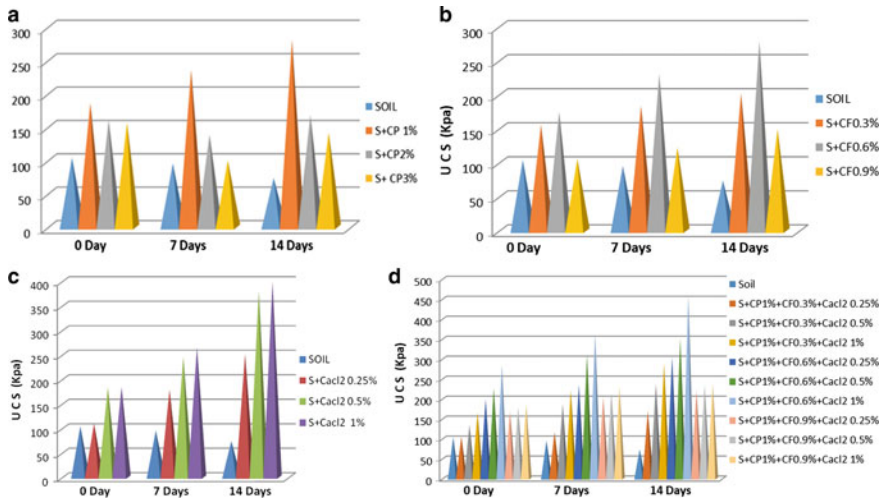 a
300
250
200
150
100
50
0
0 Day 7 Days 14 Days
SOIL
S+CP 1%
S+CP2%
S+ CP3%
b
U C S (Kpa)
300
250
200
150
100
50
0
0 Day 7 Days 14 Days
SOIL
S+CF0.3%
S+CF0.6%
S+CF0.9%
c
U C S (Kpa)
400
350
300
250
200
150
100
50
0
0 Day 7 Days 14 Days
SOIL
S+Cacl2 0.25%
S+Cacl2 0.5%
S+Cacl2 1%
d
U C S (Kpa)
500
450
400
350
300
250
200
150
100
50
0
0 Day 7 Days 14 Days
Soil
S+CP1%+CF0.3%+Cacl2 0.25%
S+CP1%+CF0.3%+Cacl2 0.5%
S+CP1%+CF0.3%+Cacl2 1%
S+CP1%+CF0.6%+Cacl2 0.25%
S+CP1%+CF0.6%+Cacl2 0.5%
S+CP1%+CF0.6%+Cacl2 1%
S+CP1%+CF0.9%+Cacl2 0.25%
S+CP1%+CF0.9%+Cacl2 0.5%
S+CP1%+CF0.9%+Cacl2 1%